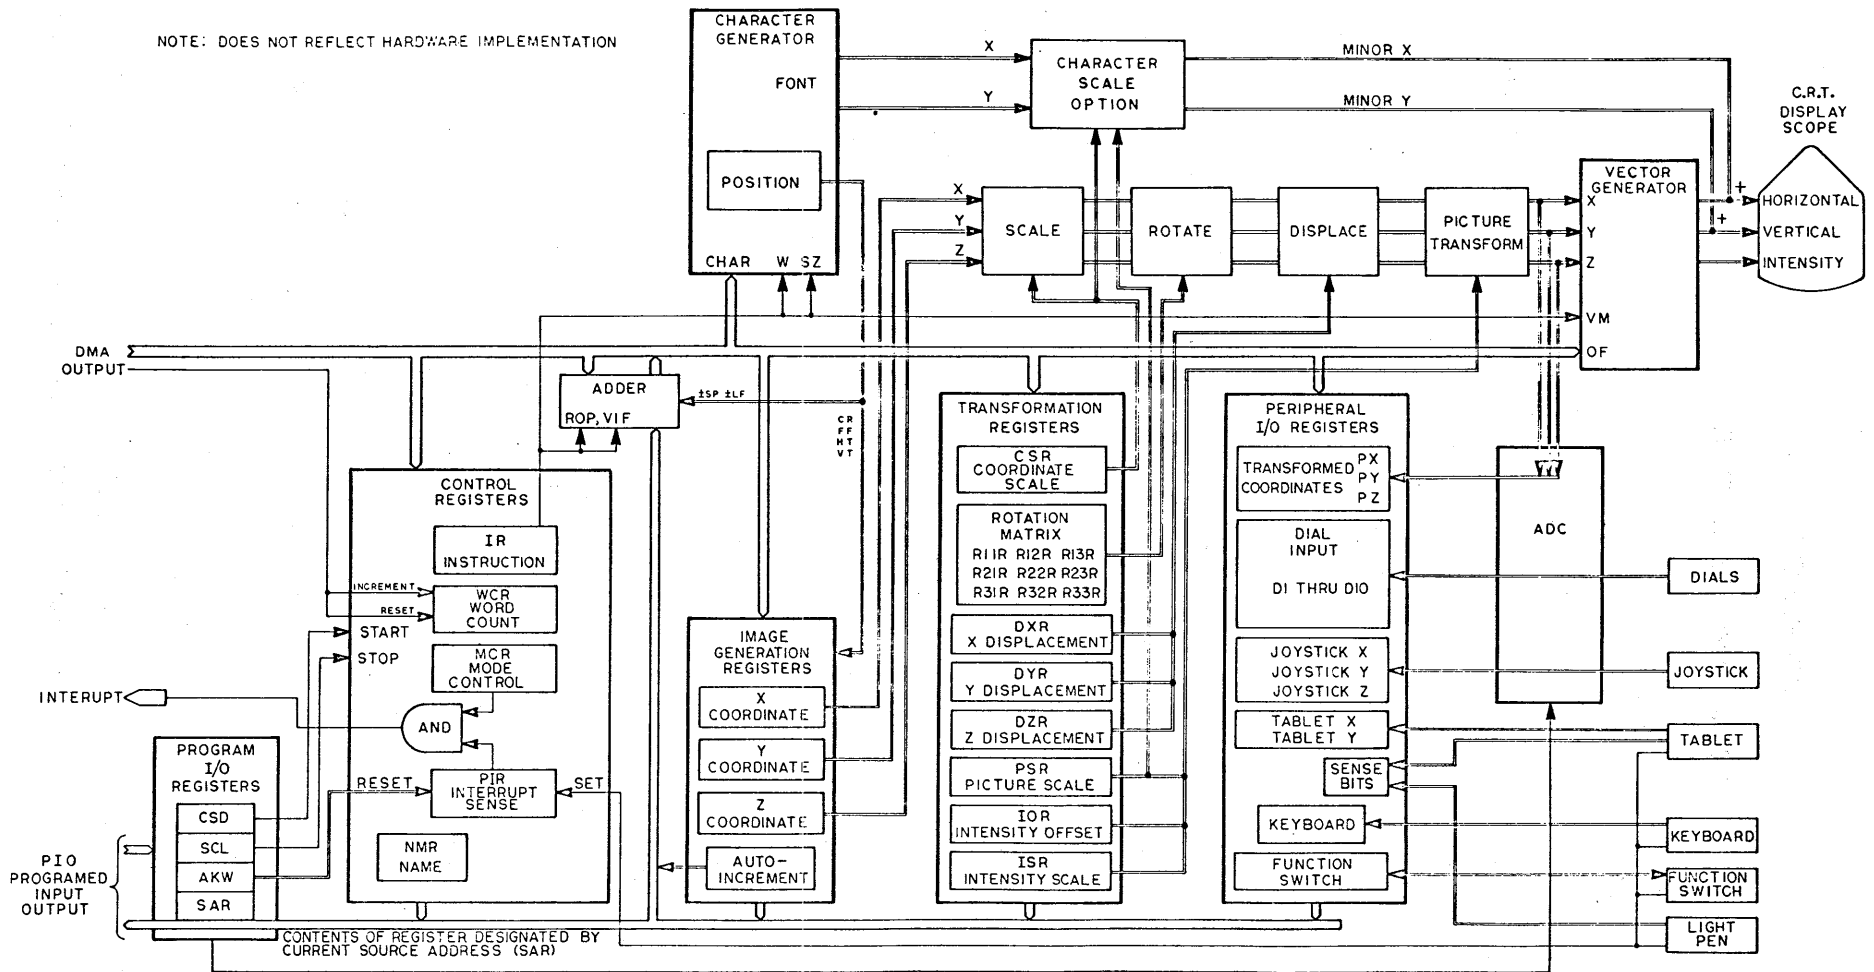 NOTE: DOES NOT REFLECT HARDWARE IMPLEMENTATION
CHARACTER
GENERATOR
FONT
POSITION
CHAR W SZ
X
Y
CHARACTER
SCALE
OPTION
MINOR X
MINOR Y
C.R.T.
DISPLAY
SCOPE
HORIZONTAL
VERTICAL
INTENSITY
+
+
X
Y
Z
SCALE
ROTATE
DISPLACE
PICTURE
TRANSFORM
VECTOR
GENERATOR
X
Y
Z
VM
OF
DMA
OUTPUT
ADDER
ROP, VIF
±SP ±LF
CR
FF
HT
VT
CONTROL
REGISTERS
IR
INSTRUCTION
INCREMENT
RESET
WCR
WORD
COUNT
START
STOP
MCR
MODE
CONTROL
AND
INTERUPT
RESET
PIR
INTERRUPT
SENSE
SET
NMR
NAME
PROGRAM
I/O
REGISTERS
CSD
SCL
AKW
SAR
PIO
PROGRAMED
INPUT
OUTPUT
CONTENTS OF REGISTER DESIGNATED BY
CURRENT SOURCE ADDRESS (SAR)
IMAGE
GENERATION
REGISTERS
X
COORDINATE
Y
COORDINATE
Z
COORDINATE
AUTO-
INCREMENT
TRANSFORMATION
REGISTERS
CSR
COORDINATE
SCALE
ROTATION
MATRIX
R11R R12R R13R
R21R R22R R23R
R31R R32R R33R
DXR
X DISPLACEMENT
DYR
Y DISPLACEMENT
DZR
Z DISPLACEMENT
PSR
PICTURE SCALE
IOR
INTENSITY OFFSET
ISR
INTENSITY SCALE
PERIPHERAL
I/O REGISTERS
TRANSFORMED
COORDINATES
PX
PY
PZ
DIAL
INPUT
D1 THRU D10
JOYSTICK X
JOYSTICK Y
JOYSTICK Z
TABLET X
TABLET Y
SENSE
BITS
KEYBOARD
FUNCTION
SWITCH
ADC
DIALS
JOYSTICK
TABLET
KEYBOARD
FUNCTION
SWITCH
LIGHT
PEN